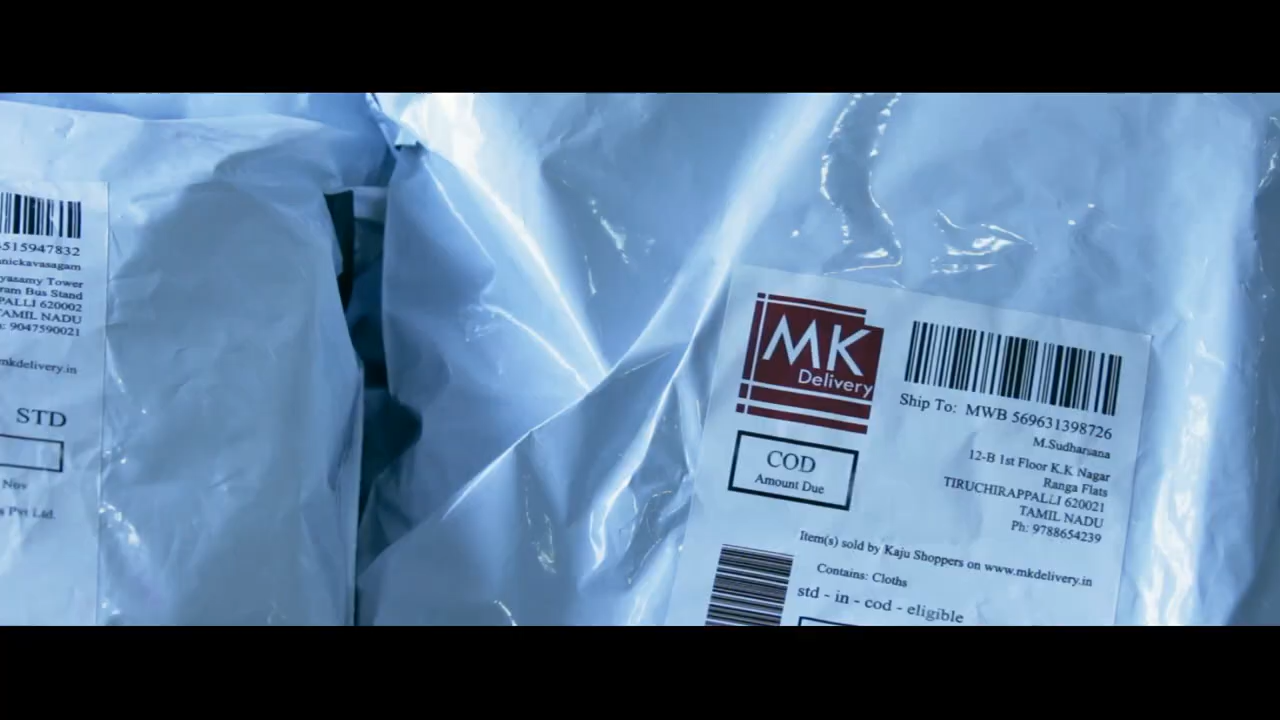 515947832
nickavasagam
yasamy Tower
ram Bus Stand
PALLI 620002
TAMIL NADU
: 9047590021
mkdelivery.in
STD
Nov
s Pvt Ltd.
MK
Delivery
COD
Amount Due
Ship To: MWB 569631398726
M.Sudharsana
12-B 1st Floor K.K Nagar
Ranga Flats
TIRUCHIRAPPALLI 620021
TAMIL NADU
Ph: 9788654239
Item(s) sold by Kaju Shoppers on www.mkdelivery.in
Contains: Cloths
std - in - cod - eligible